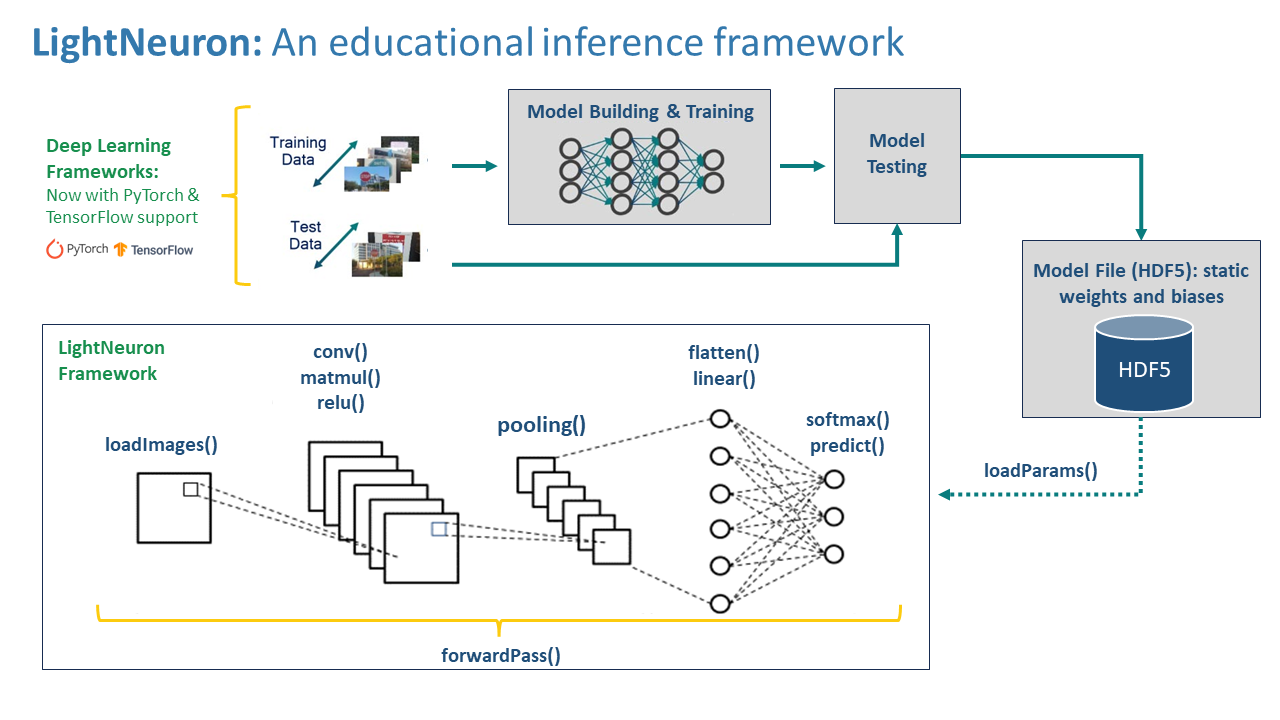 LightNeuron: An educational inference framework
Deep Learning
Frameworks:
Now with PyTorch &
TensorFlow support
PyTorch
TensorFlow
Training
Data
Test
Data
Model Building & Training
Model
Testing
Model File (HDF5): static
weights and biases
HDF5
loadParams()
LightNeuron
Framework
loadImages()
conv()
matmul()
relu()
pooling()
flatten()
linear()
softmax()
predict()
forwardPass()